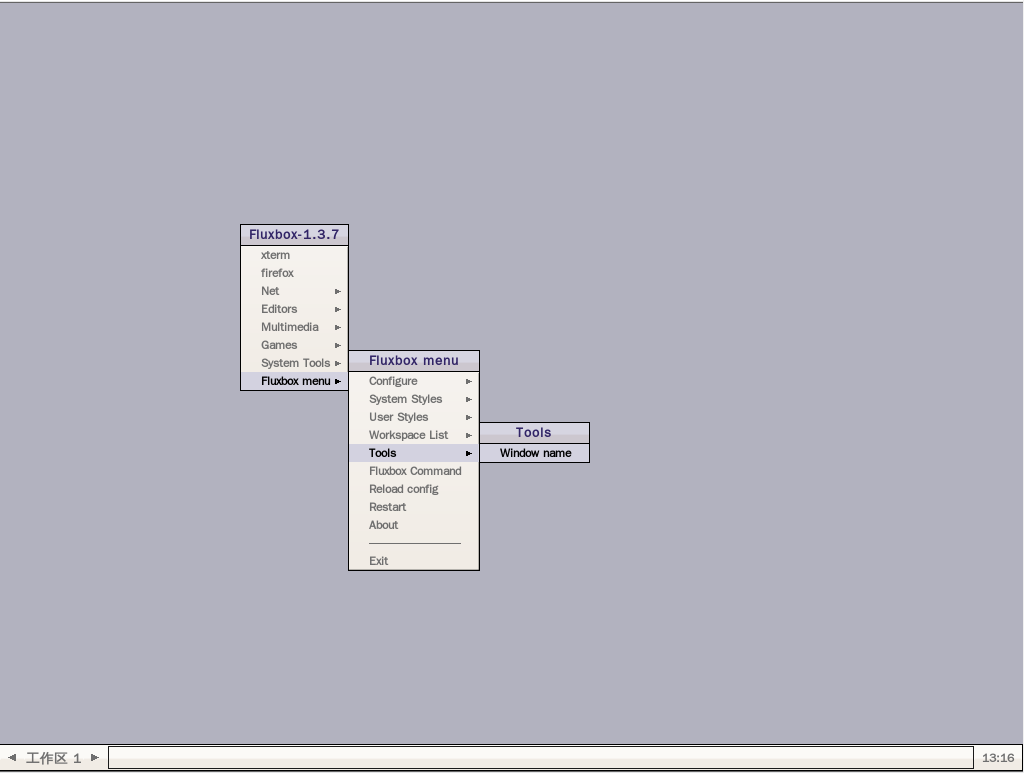 Fluxbox-1.3.7
xterm
firefox
Net
Editors
Multimedia
Games
System Tools
Fluxbox menu
Fluxbox menu
Configure
System Styles
User Styles
Workspace List
Tools
Fluxbox Command
Reload config
Restart
About
Exit
Tools
Window name
工作区 1
13:16